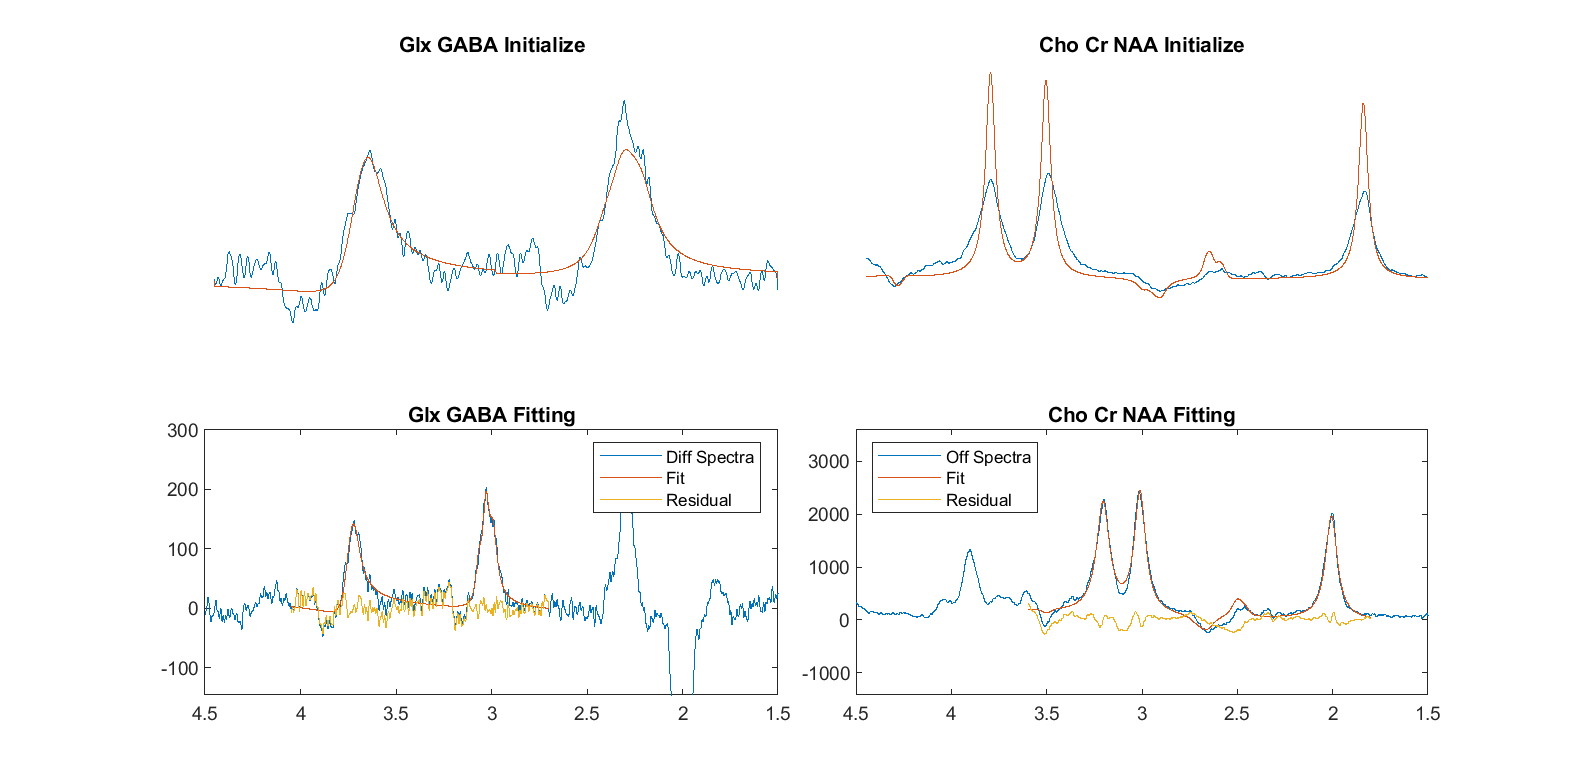 Glx GABA Initialize
Cho Cr NAA Initialize
Glx GABA Fitting
300
200
100
0
-100
4.5
4
3.5
3
2.5
2
1.5
Diff Spectra
Fit
Residual
Cho Cr NAA Fitting
3000
2000
1000
0
-1000
4.5
4
3.5
3
2.5
2
1.5
Off Spectra
Fit
Residual